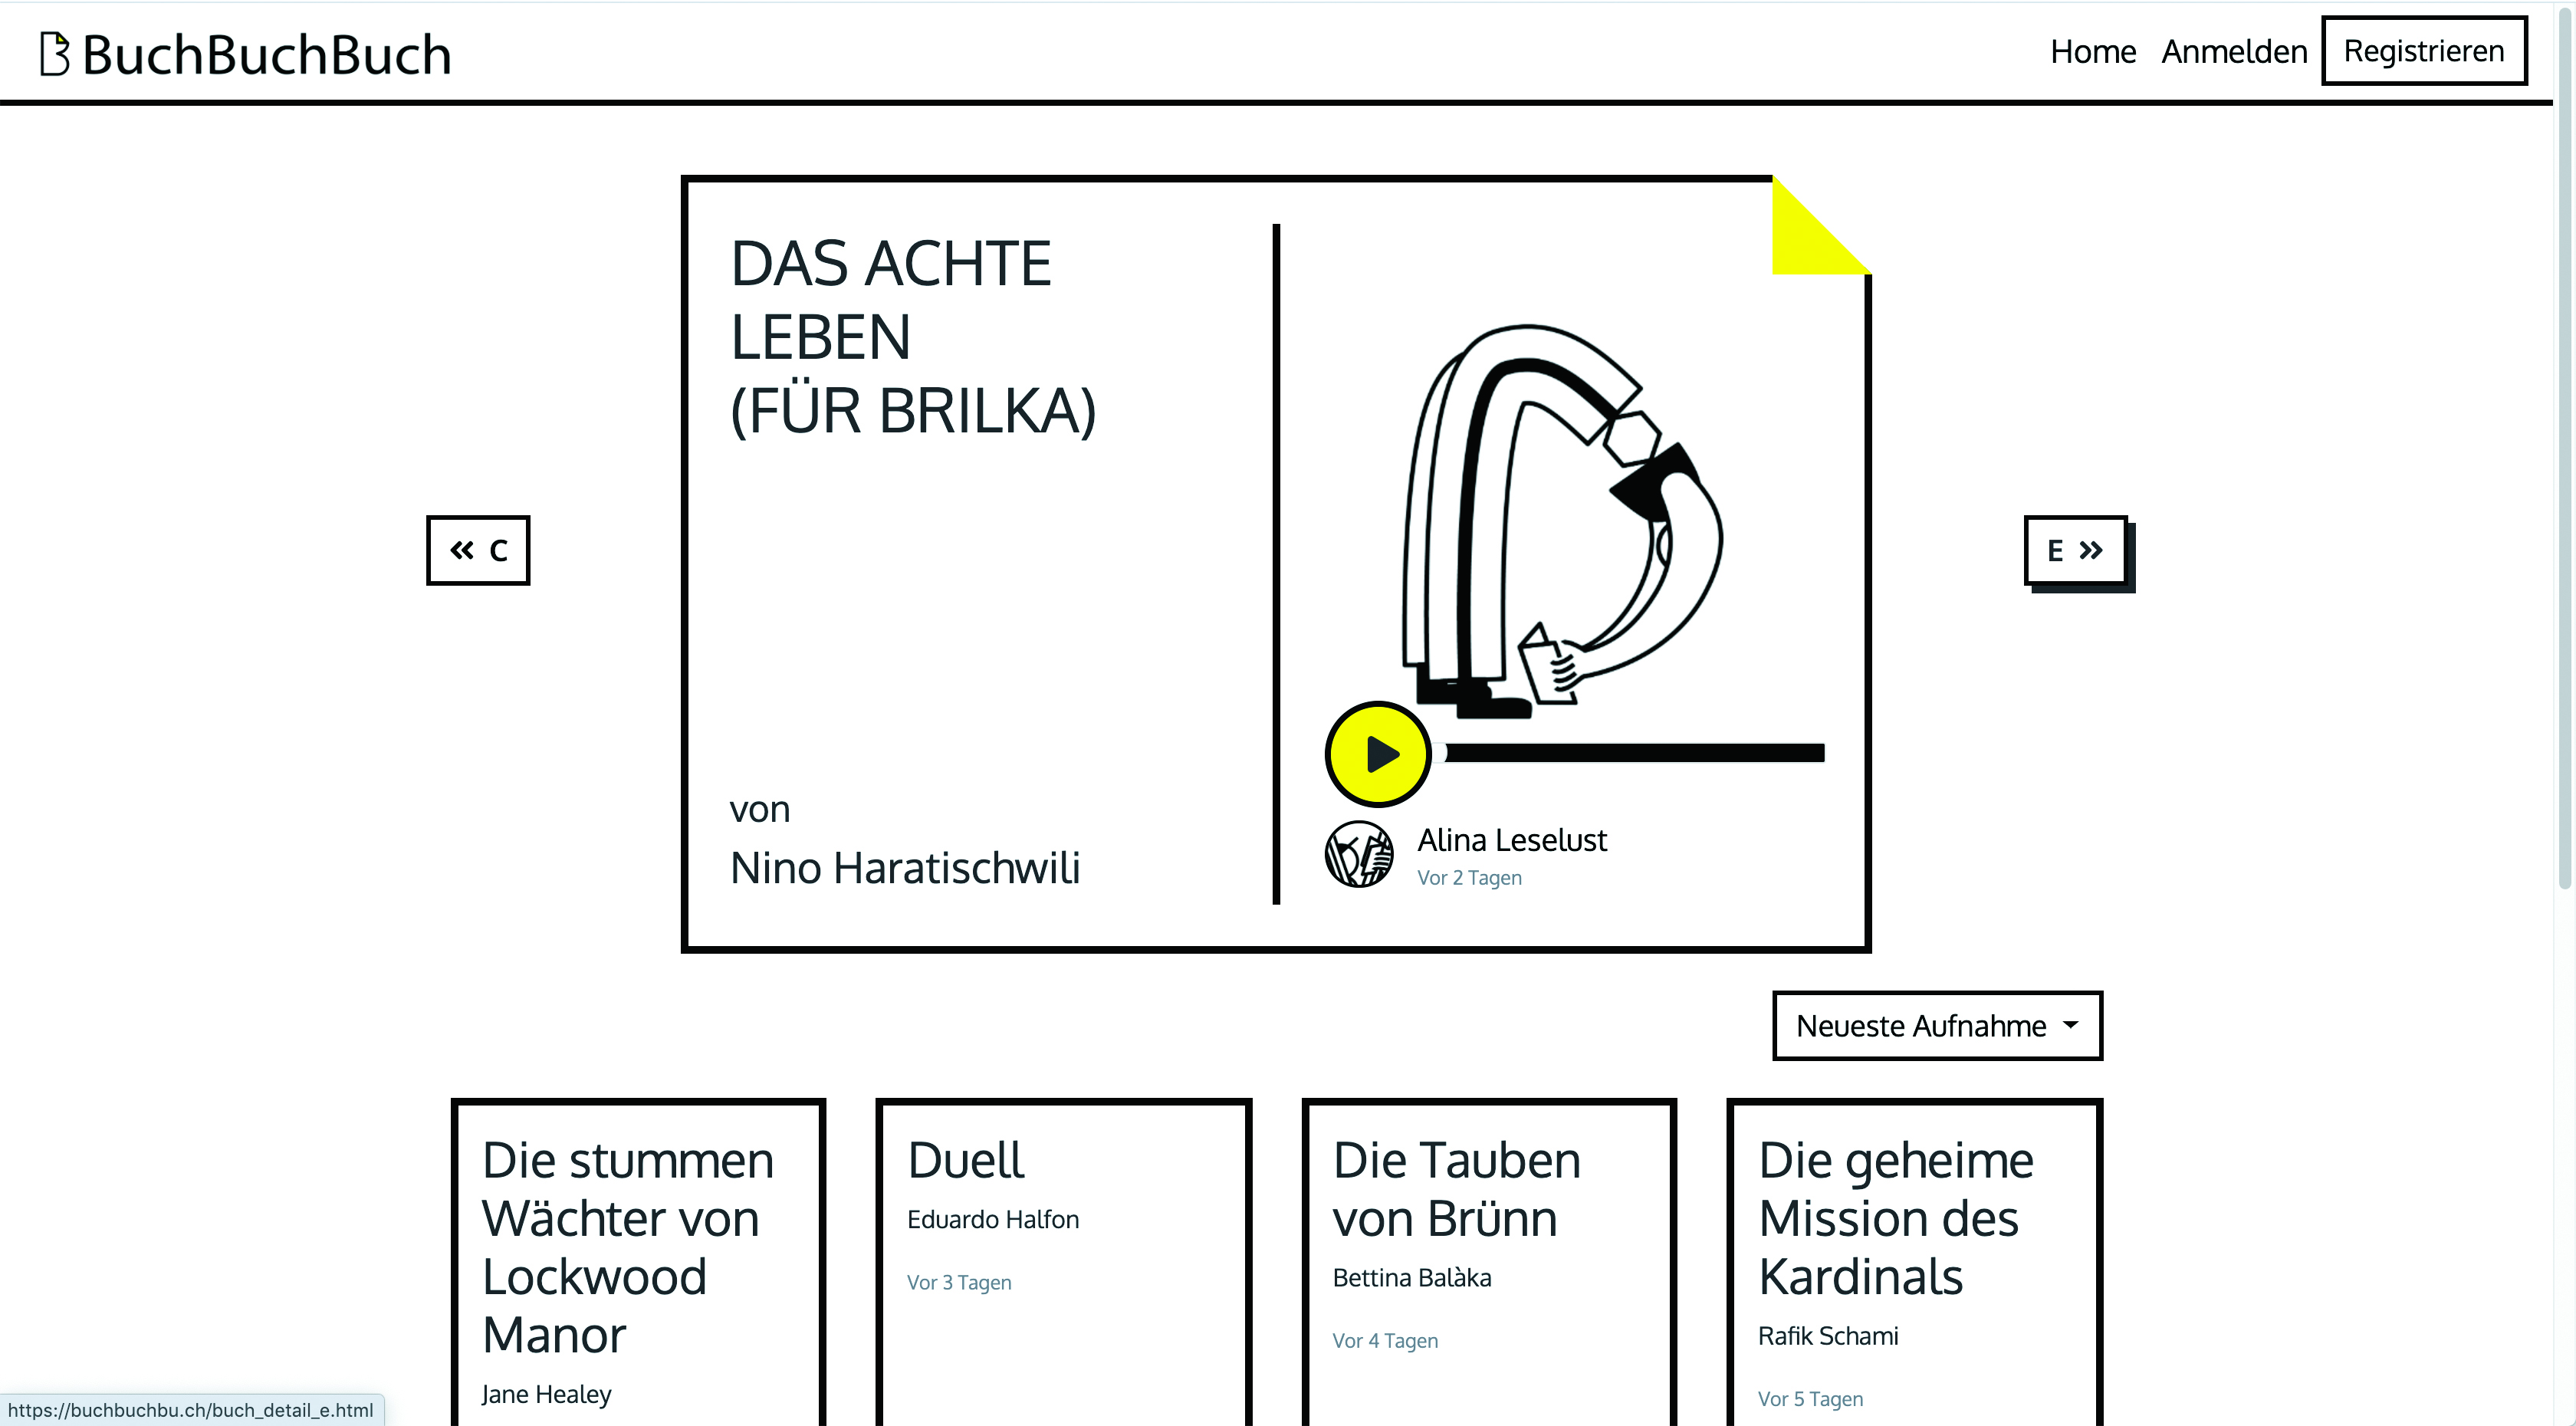 BuchBuchBuch
Home Anmelden Registrieren
DAS ACHTE
LEBEN
(FÜR BRILKA)
C
E
von
Nino Haratischwili
Alina Leselust
Vor 2 Tagen
Neueste Aufnahme
Die stummen
Wächter von
Lockwood
Manor
Jane Healey
Duell
Eduardo Halfon
Vor 3 Tagen
Die Tauben
von Brünn
Bettina Balàka
Vor 4 Tagen
Die geheime
Mission des
Kardinals
Rafik Schami
Vor 5 Tagen
https://buchbuchbu.ch/buch_detail_e.html